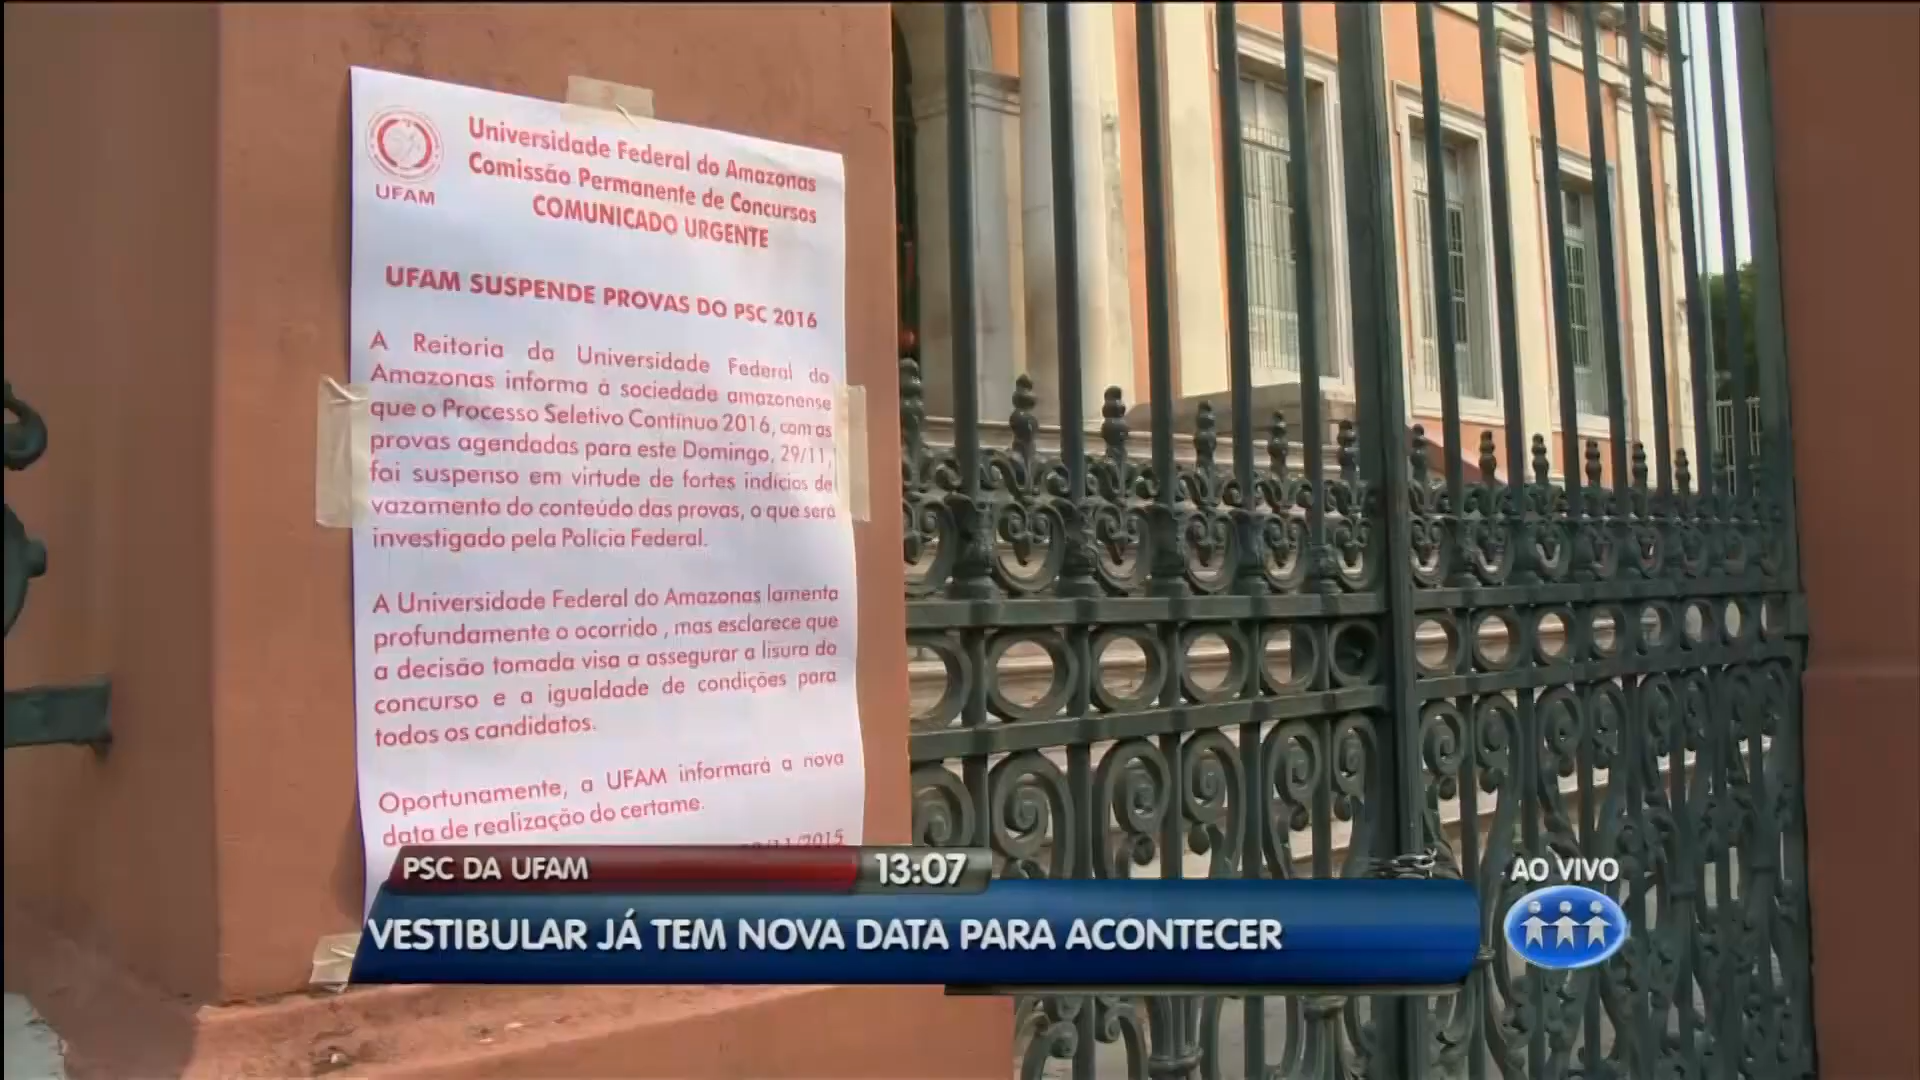 UFAM
Universidade Federal do Amazonas
Comissão Permanente de Concursos
COMUNICADO URGENTE
UFAM SUSPENDE PROVAS DO PSC 2016
A Reitoria da Universidade Federal do
Amazonas informa à sociedade amazonense
que o Processo Seletivo Contínuo 2016, com as
provas agendadas para este Domingo, 29/11,
foi suspenso em virtude de fortes indícios de
vazamento do conteúdo das provas, o que será
investigado pela Polícia Federal.
A Universidade Federal do Amazonas lamenta
profundamente o ocorrido , mas esclarece que
a decisão tomada visa a assegurar a lisura do
concurso e a igualdade de condições para
todos os candidatos.
Oportunamente, a UFAM informará a nova
data de realização do certame.
/11/2015
PSC DA UFAM
13:07
AO VIVO
VESTIBULAR JÁ TEM NOVA DATA PARA ACONTECER